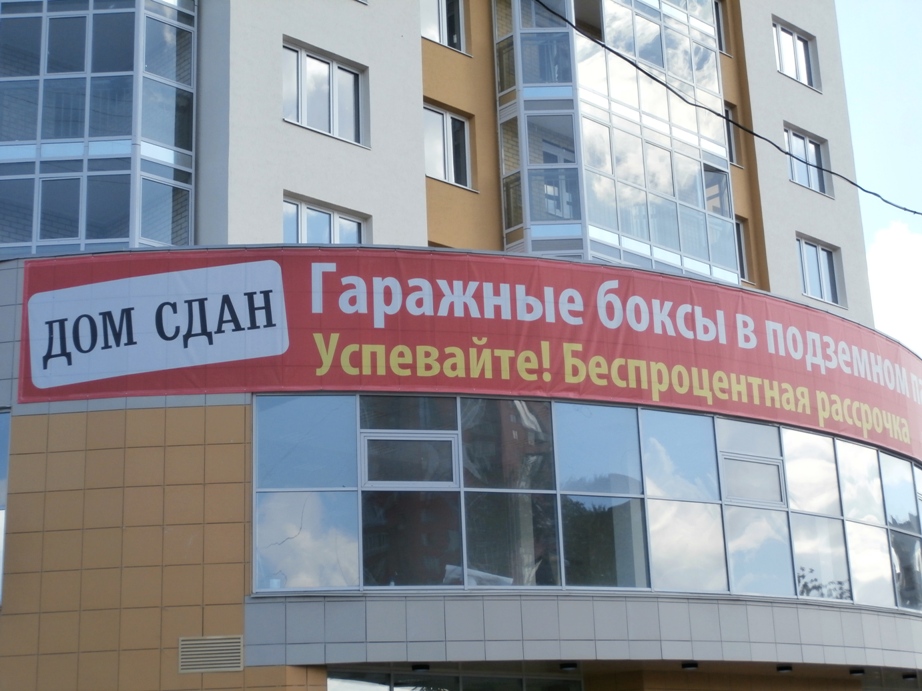 ДОМ СДАН
Гаражные боксы в подземном
Успевайте! Беспроцентная рассрочка